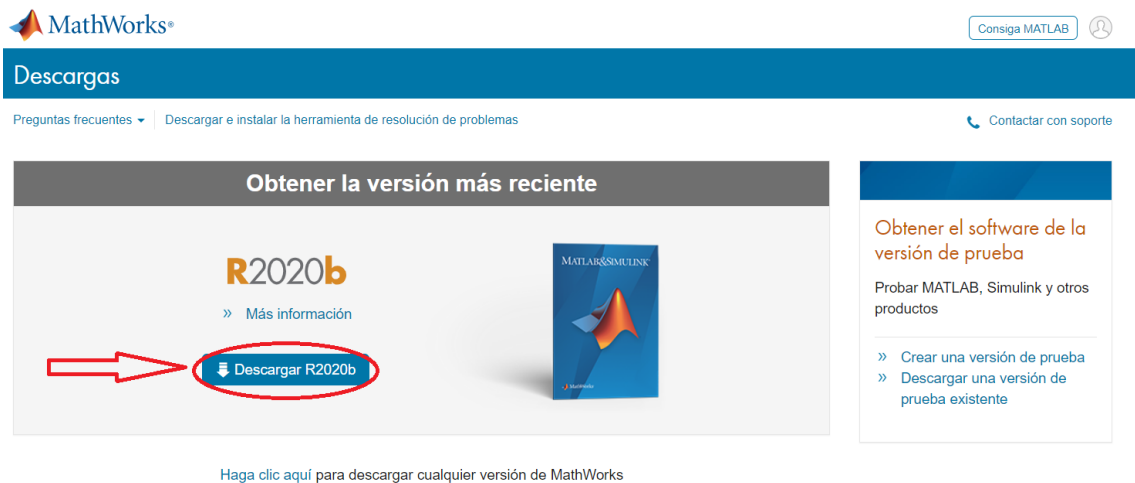 MathWorks®
Consiga MATLAB
Descargas
Preguntas frecuentes
Descargar e instalar la herramienta de resolución de problemas
Contactar con soporte
Obtener la versión más reciente
R2020b
» Más información
Descargar R2020b
MATLAB&SIMULINK
MathWorks
Obtener el software de la
versión de prueba
Probar MATLAB, Simulink y otros
productos
» Crear una versión de prueba
» Descargar una versión de
prueba existente
Haga clic aquí para descargar cualquier versión de MathWorks